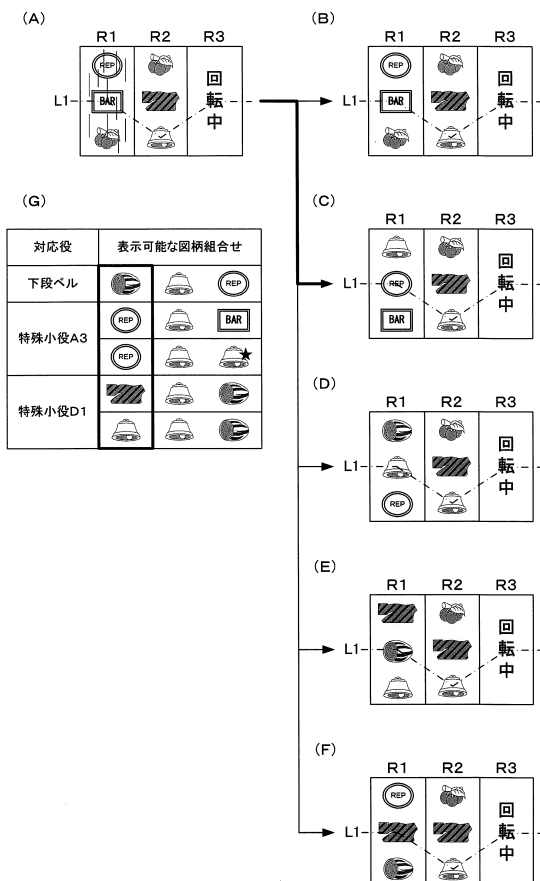 (A)
R1 R2 R3
REP
BAR
L1
回転中
(B)
R1 R2 R3
REP
BAR
L1
回転中
(G)
対応役 表示可能な図柄組合せ
下段ベル REP
特殊小役A3 REP BAR
REP
特殊小役D1
(C)
R1 R2 R3
L1 REP
BAR
回転中
(D)
R1 R2 R3
L1
REP
回転中
(E)
R1 R2 R3
L1
回転中
(F)
R1 R2 R3
REP
L1
回転中